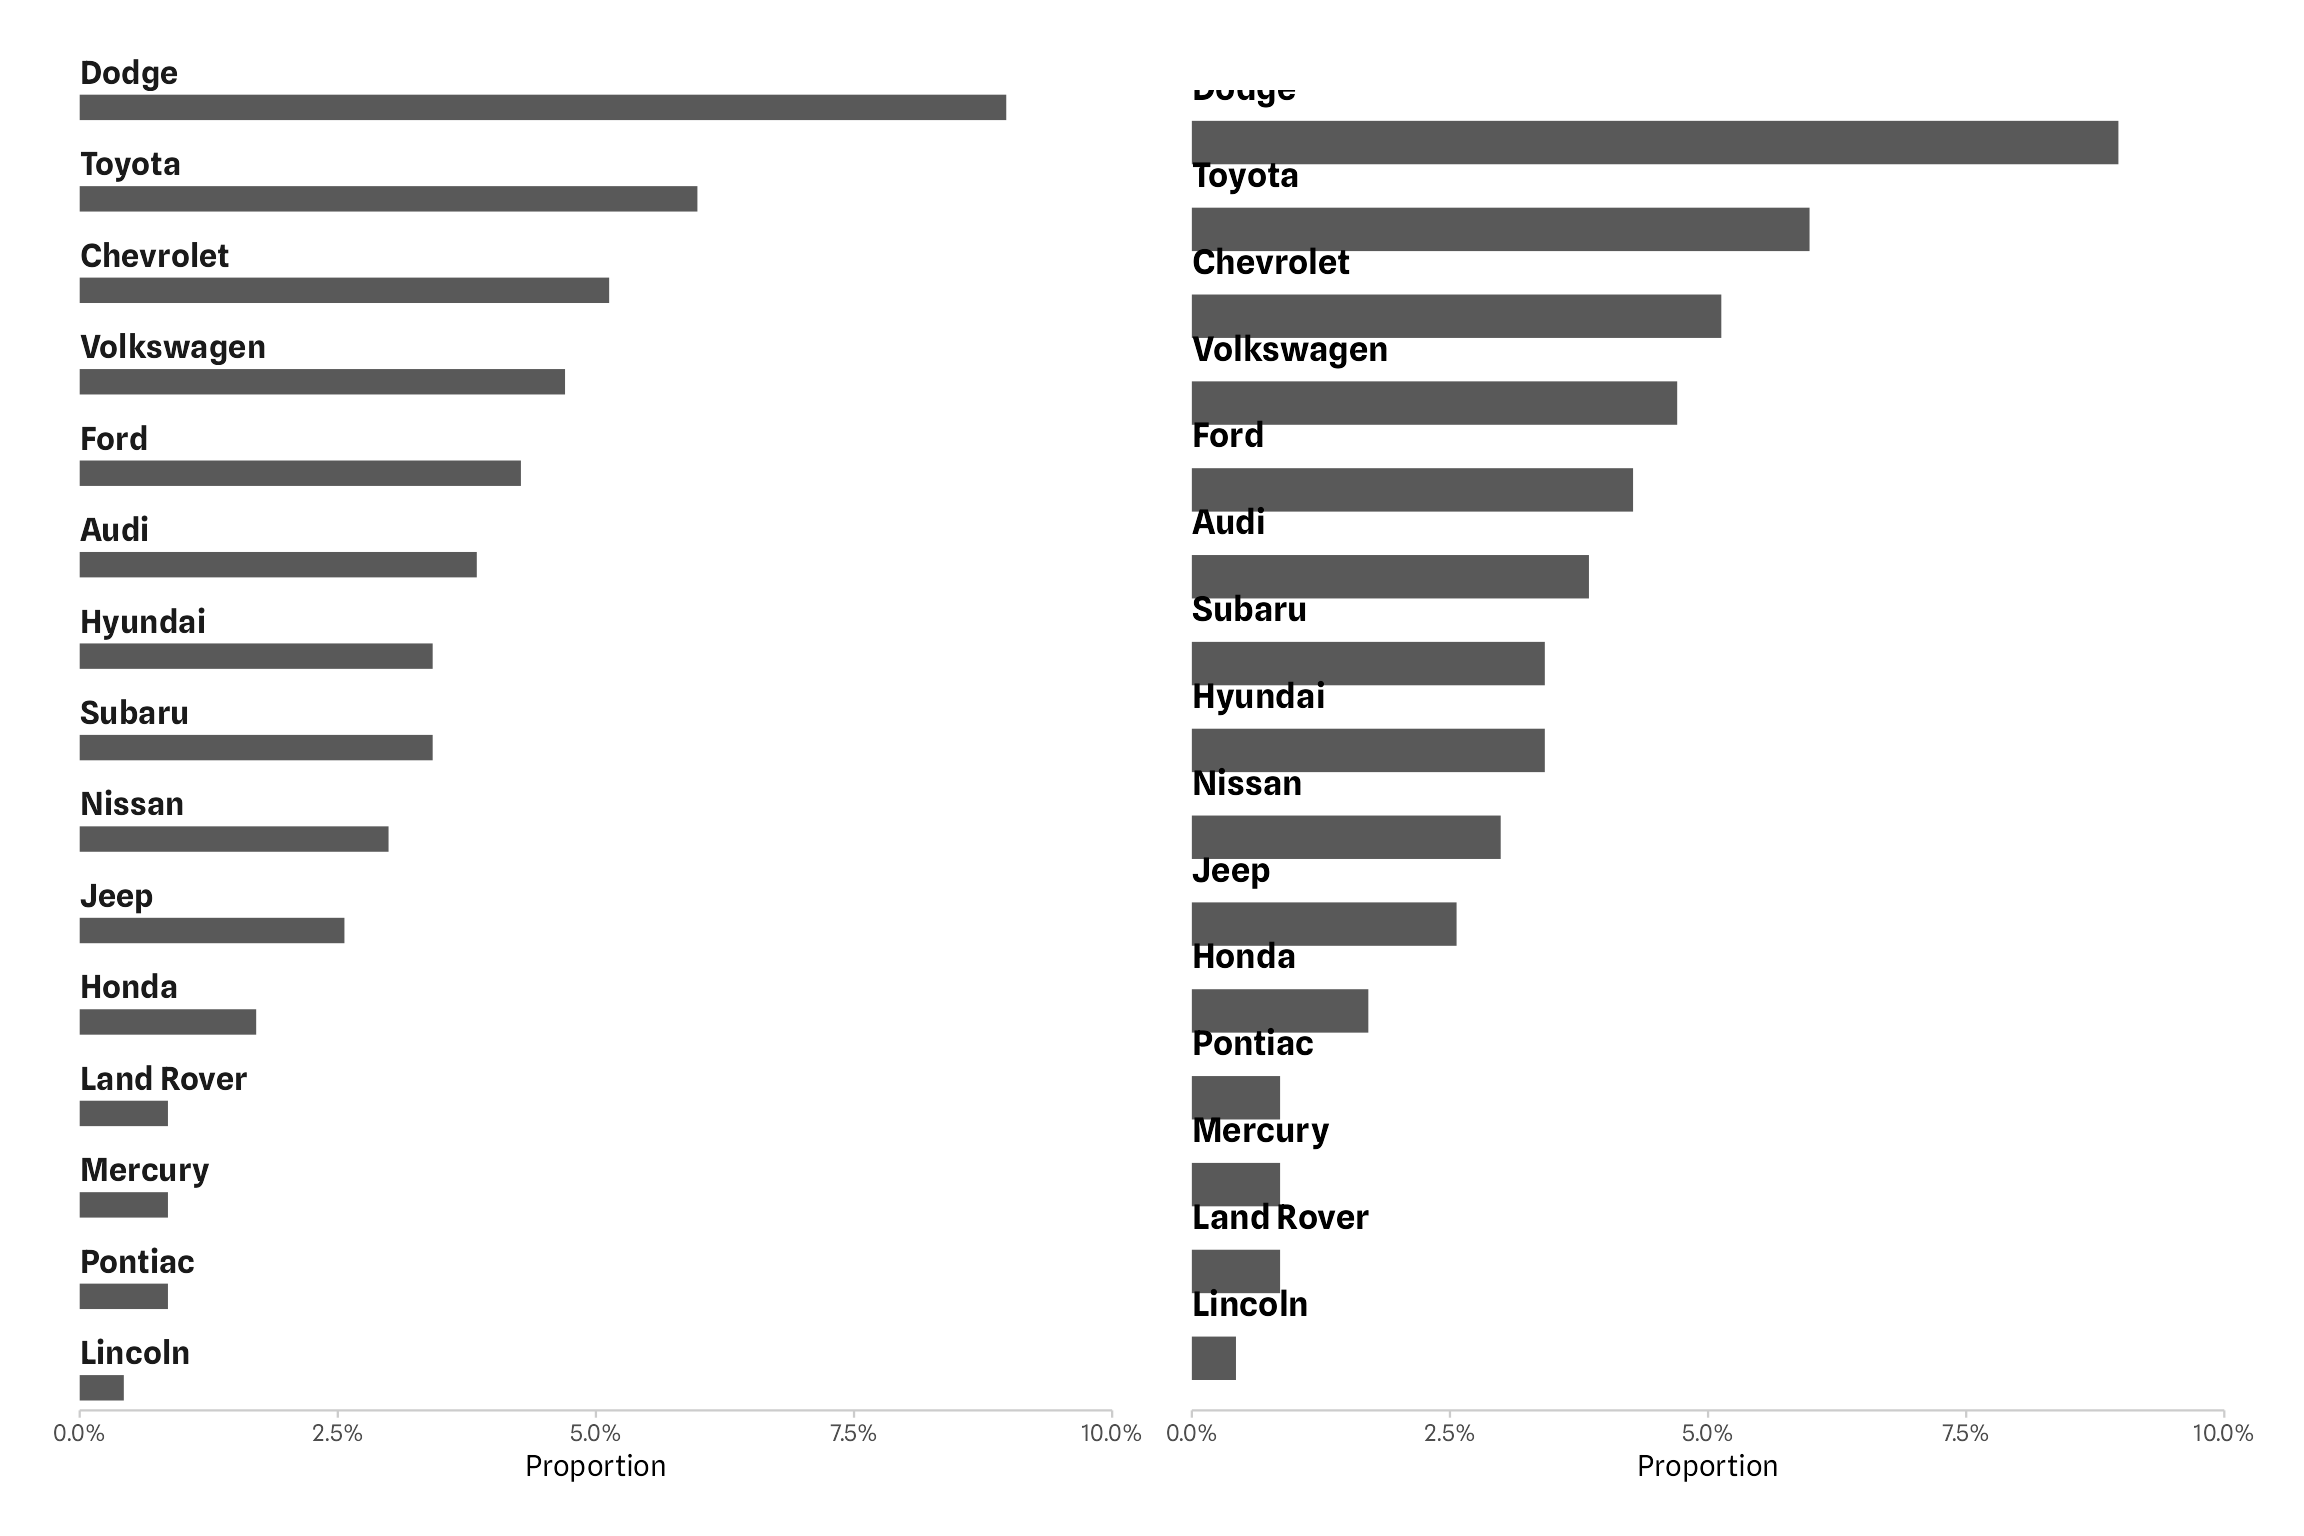 Dodge
Toyota
Chevrolet
Volkswagen
Ford
Audi
Hyundai
Subaru
Nissan
Jeep
Honda
Land Rover
Mercury
Pontiac
Lincoln
0.0% 2.5% 5.0% 7.5% 10.0%
Proportion
Dodge
Toyota
Chevrolet
Volkswagen
Ford
Audi
Subaru
Hyundai
Nissan
Jeep
Honda
Pontiac
Mercury
Land Rover
Lincoln
0.0% 2.5% 5.0% 7.5% 10.0%
Proportion